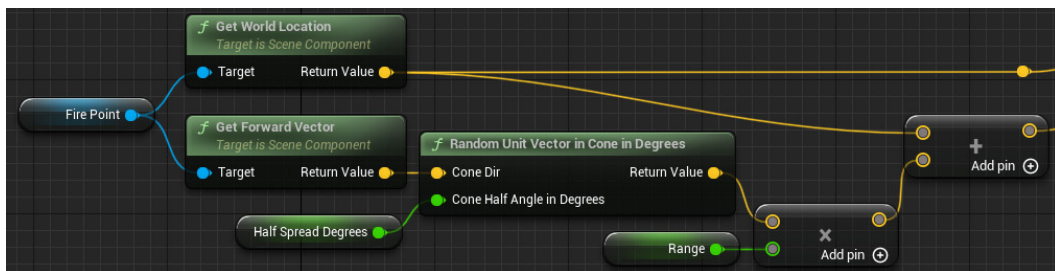 f Get World Location
Target is Scene Component
Target Return Value
Fire Point
f Get Forward Vector
Target is Scene Component
Target Return Value
f Random Unit Vector in Cone in Degrees
Cone Dir Return Value
Cone Half Angle in Degrees
Half Spread Degrees
Range
×
Add pin +
+
Add pin +